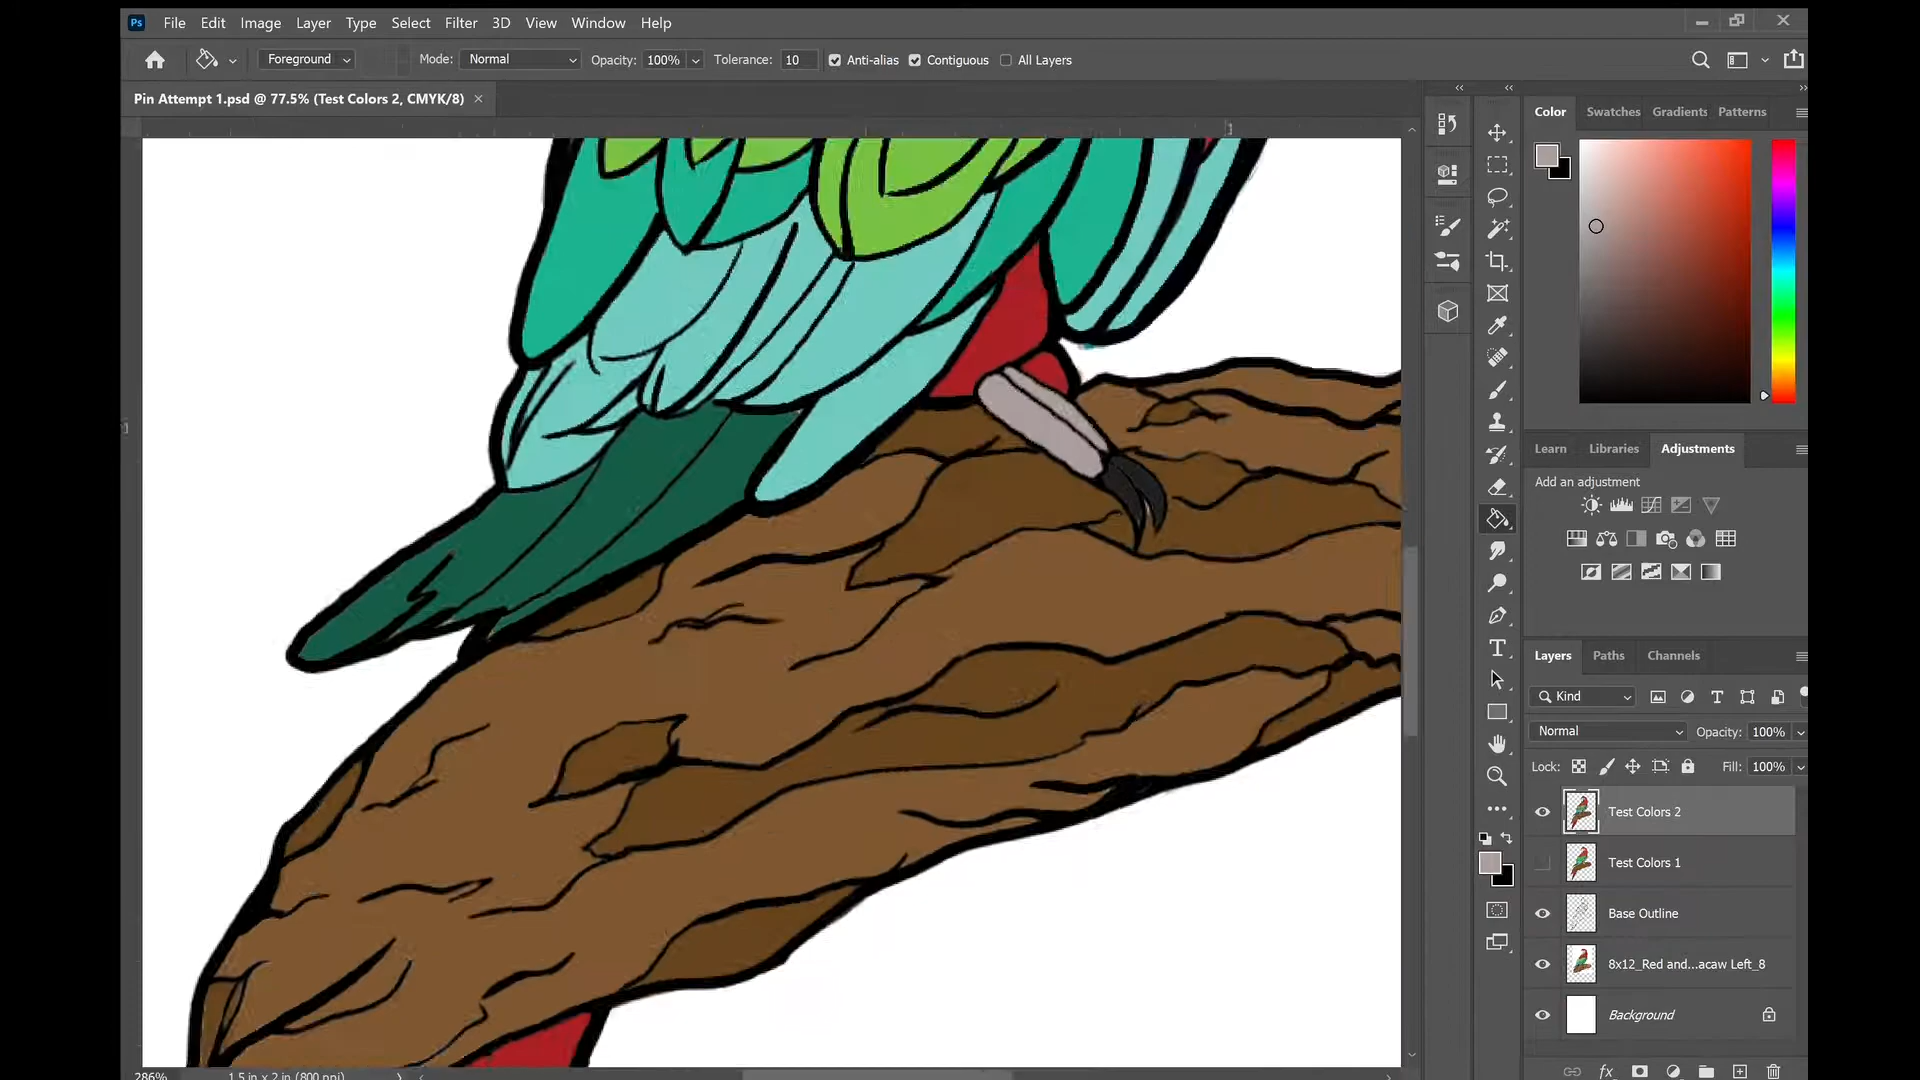 Ps File Edit Image Layer Type Select Filter 3D View Window Help
Foreground Mode: Normal Opacity: 100% Tolerance: 10 Anti-alias Contiguous All Layers
Pin Attempt 1.psd @ 77.5% (Test Colors 2, CMYK/8)
Color Swatches Gradients Patterns
Learn Libraries Adjustments
Add an adjustment
Layers Paths Channels
Kind
Normal Opacity: 100%
Lock: Fill: 100%
Test Colors 2
Test Colors 1
Base Outline
8x12_Red and...acaw Left_8
Background
fx
286% 1.5 in x 2 in (800 ppi)